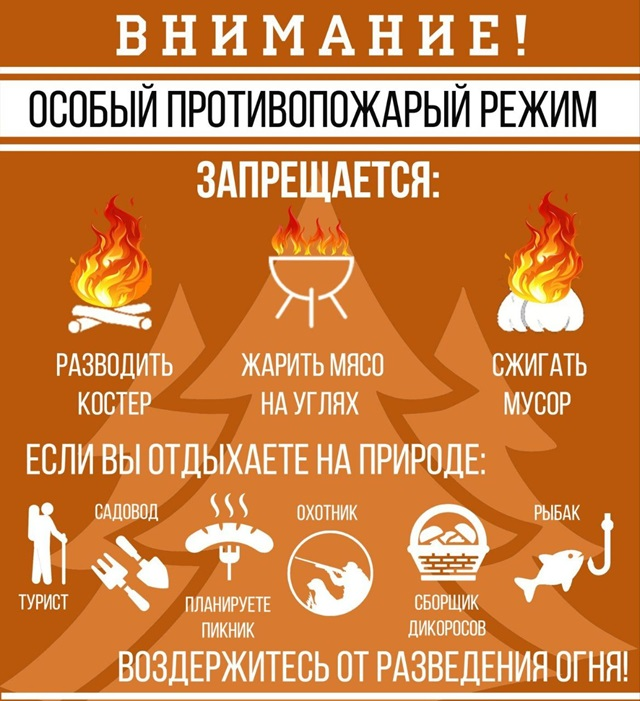 ВНИМАНИЕ!
ОСОБЫЙ ПРОТИВОПОЖАРЫЙ РЕЖИМ
ЗАПРЕЩАЕТСЯ:
РАЗВОДИТЬ
КОСТЕР
ЖАРИТЬ МЯСО
НА УГЛЯХ
СЖИГАТЬ
МУСОР
ЕСЛИ ВЫ ОТДЫХАЕТЕ НА ПРИРОДЕ:
ТУРИСТ
САДОВОД
ПЛАНИРУЕТЕ
ПИКНИК
ОХОТНИК
СБОРЩИК
ДИКОРОСОВ
РЫБАК
ВОЗДЕРЖИТЕСЬ ОТ РАЗВЕДЕНИЯ ОГНЯ!